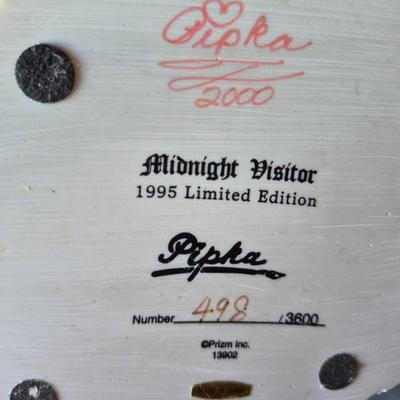 Pipka
2000
Midnight Visitor
1995 Limited Edition
Pipka
Number 498 /3600
©Prizm Inc.
13902